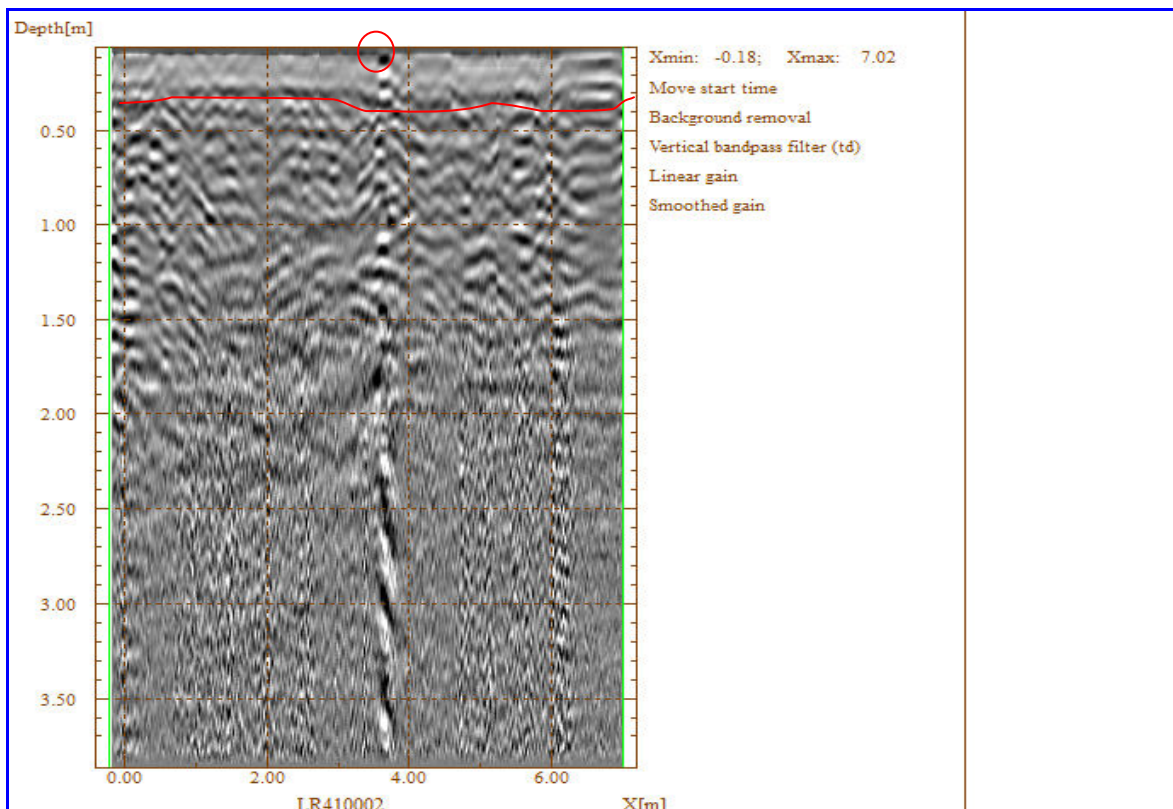 Depth[m]
Xmin: -0.18; Xmax: 7.02
Move start time
Background removal
Vertical bandpass filter (td)
Linear gain
Smoothed gain
0.50
1.00
1.50
2.00
2.50
3.00
3.50
0.00 2.00 4.00 6.00
LR410002 X[m]